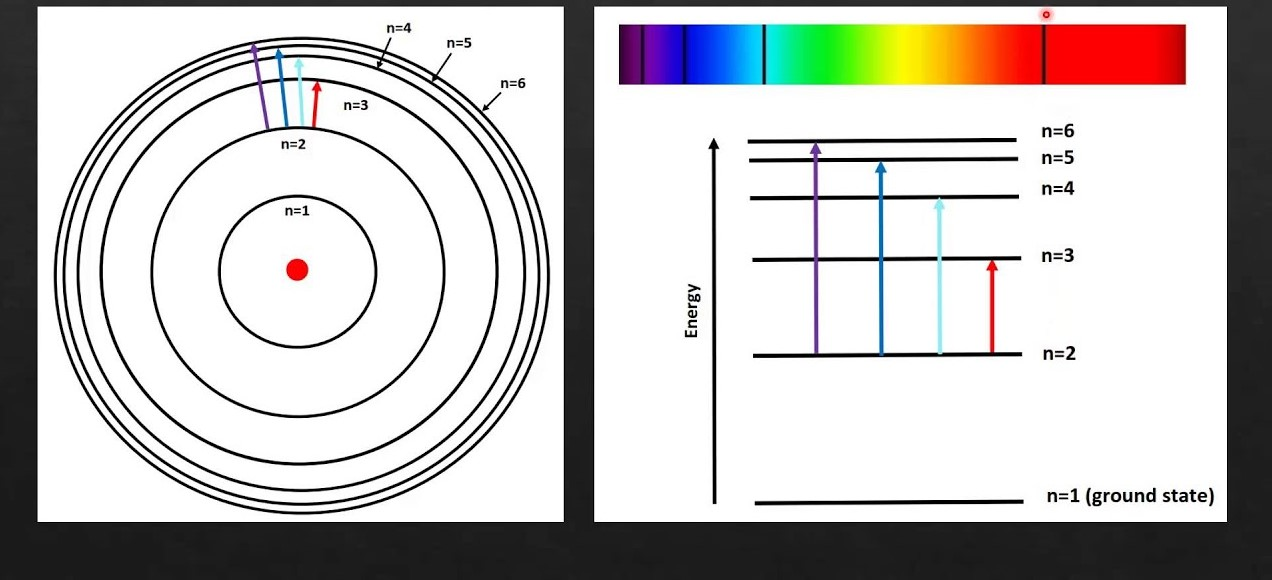 n=4
n=5
n=6
n=3
n=2
n=1
n=6
n=5
n=4
n=3
n=2
n=1 (ground state)
Energy